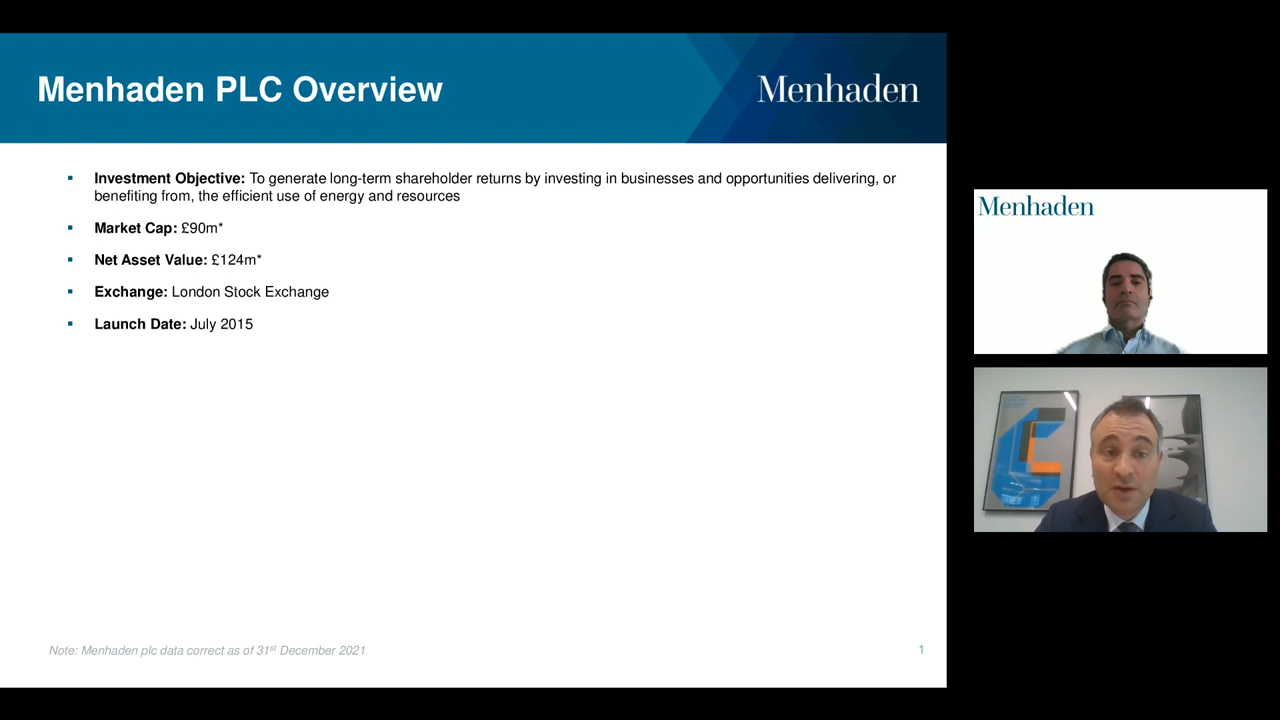 Menhaden PLC Overview
Menhaden
▪ Investment Objective: To generate long-term shareholder returns by investing in businesses and opportunities delivering, or
benefiting from, the efficient use of energy and resources
▪ Market Cap: £90m*
▪ Net Asset Value: £124m*
▪ Exchange: London Stock Exchange
▪ Launch Date: July 2015
Note: Menhaden plc data correct as of 31st December 2021
1
Menhaden